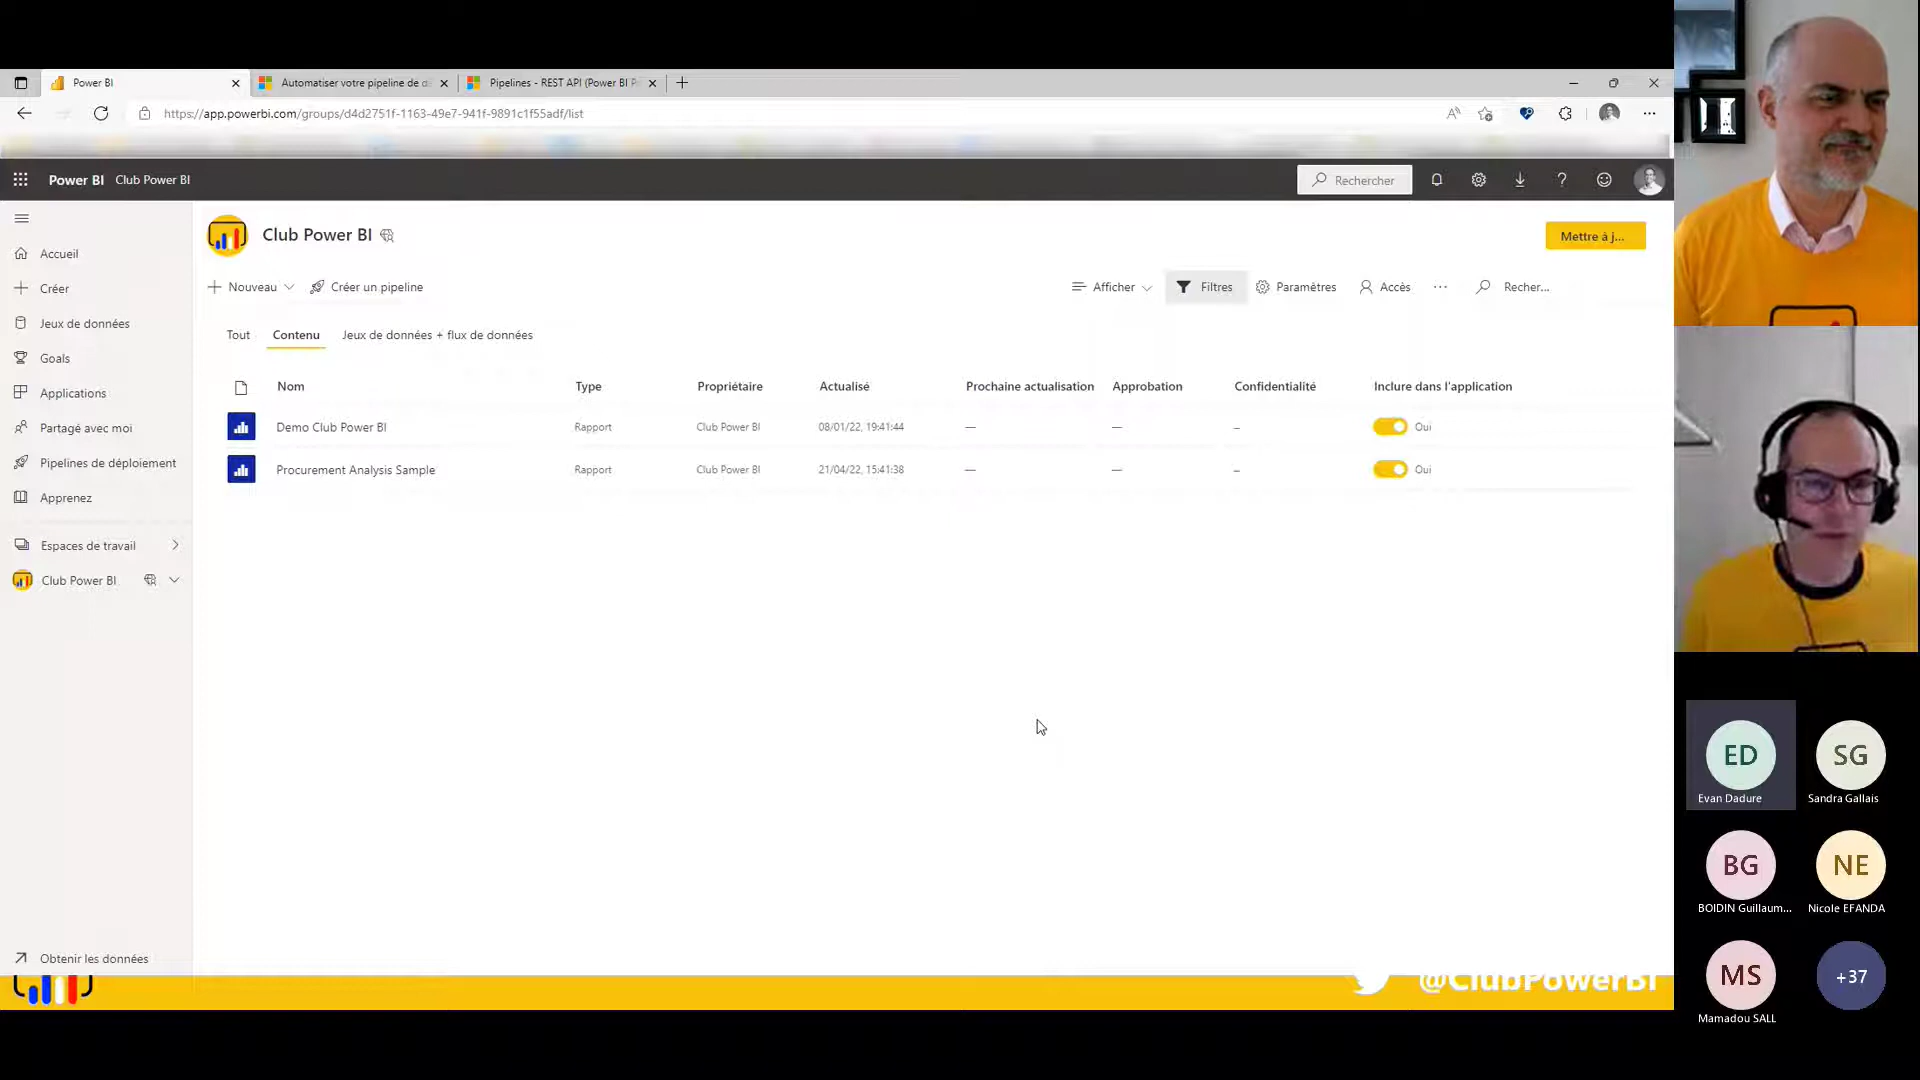 Power BI
Automatiser votre pipeline de d
Pipelines - REST API (Power BI P
https://app.powerbi.com/groups/d4d2751f-1163-49e7-941f-9891c1f55adf/list
Power BI Club Power BI
Rechercher
Club Power BI
Mettre à j...
Nouveau
Créer un pipeline
Afficher
Filtres
Paramètres
Accès
Recher...
Tout
Contenu
Jeux de données + flux de données
Nom Type Propriétaire Actualisé Prochaine actualisation Approbation Confidentialité Inclure dans l'application
Demo Club Power BI Rapport Club Power BI 08/01/22, 19:41:44 — — – Oui
Procurement Analysis Sample Rapport Club Power BI 21/04/22, 15:41:38 — — – Oui
Accueil
Créer
Jeux de données
Goals
Applications
Partagé avec moi
Pipelines de déploiement
Apprenez
Espaces de travail
Club Power BI
Obtenir les données
@ClubPowerBI
ED
Evan Dadure
SG
Sandra Gallais
BG
BOIDIN Guillaum...
NE
Nicole EFANDA
MS
Mamadou SALL
+37